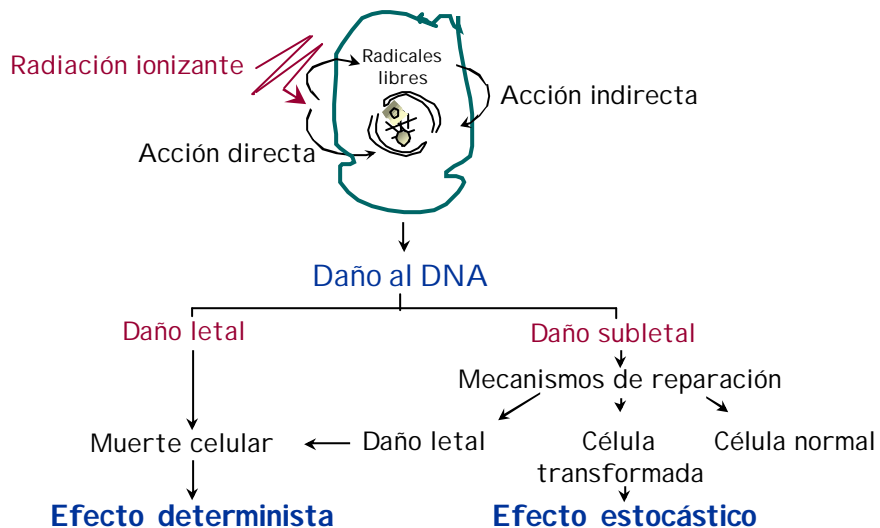 Radicales
libres
Radiación ionizante
Acción indirecta
Acción directa
Daño al DNA
Daño letal
Daño subletal
Mecanismos de reparación
Muerte celular
Daño letal
Célula
transformada
Célula normal
Efecto determinista
Efecto estocástico